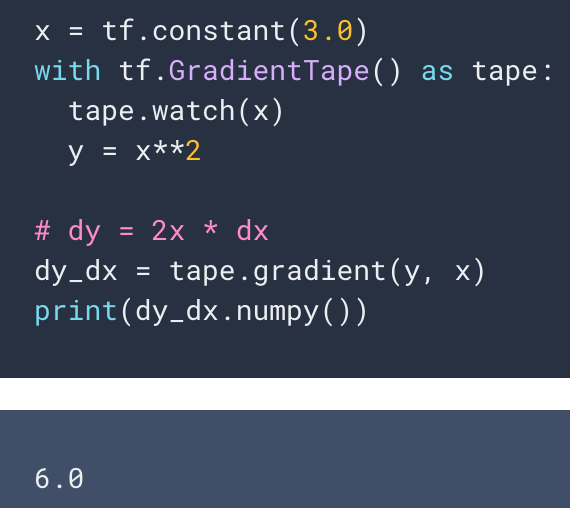 x = tf.constant(3.0)
with tf.GradientTape() as tape:
  tape.watch(x)
  y = x**2

# dy = 2x * dx
dy_dx = tape.gradient(y, x)
print(dy_dx.numpy())

6.0